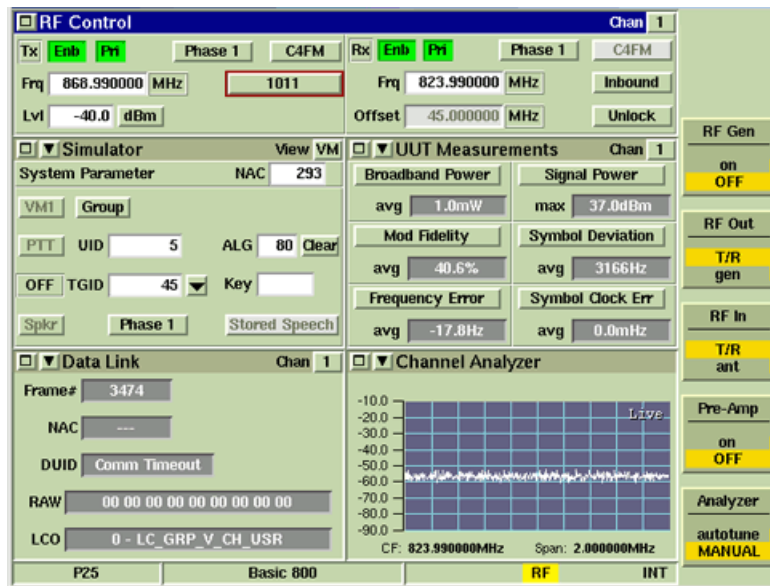 RF Control Chan 1
Tx Enb Pri Phase 1 C4FM
Frq 868.990000 MHz 1011
Lvl -40.0 dBm
Rx Enb Pri Phase 1 C4FM
Frq 823.990000 MHz Inbound
Offset 45.000000 MHz Unlock
Simulator View VM
System Parameter NAC 293
VM1 Group
PTT UID 5 ALG 80 Clear
OFF TGID 45 Key
Spkr Phase 1 Stored Speech
UUT Measurements Chan 1
Broadband Power Signal Power
avg 1.0mW max 37.0dBm
Mod Fidelity Symbol Deviation
avg 40.6% avg 3166Hz
Frequency Error Symbol Clock Err
avg -17.8Hz avg 0.0mHz
Data Link Chan 1
Frame# 3474
NAC ---
DUID Comm Timeout
RAW 00 00 00 00 00 00 00 00 00
LCO 0 - LC_GRP_V_CH_USR
Channel Analyzer
Live
-10.0
-20.0
-30.0
-40.0
-50.0
-60.0
-70.0
-80.0
-90.0
CF: 823.990000MHz Span: 2.000000MHz
RF Gen
on
OFF
RF Out
T/R
gen
RF In
T/R
ant
Pre-Amp
on
OFF
Analyzer
autotune
MANUAL
P25 Basic 800 RF INT